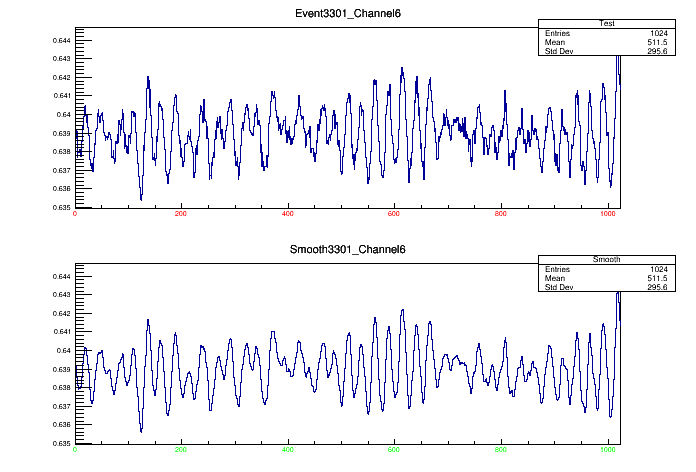 Event3301_Channel6
Test
Entries 1024
Mean 511.5
Std Dev 295.6
0.644
0.643
0.642
0.641
0.64
0.639
0.638
0.637
0.636
0.635
0 200 400 600 800 1000
Smooth3301_Channel6
Smooth
Entries 1024
Mean 511.5
Std Dev 295.6
0.644
0.643
0.642
0.641
0.64
0.639
0.638
0.637
0.636
0.635
0 200 400 600 800 1000